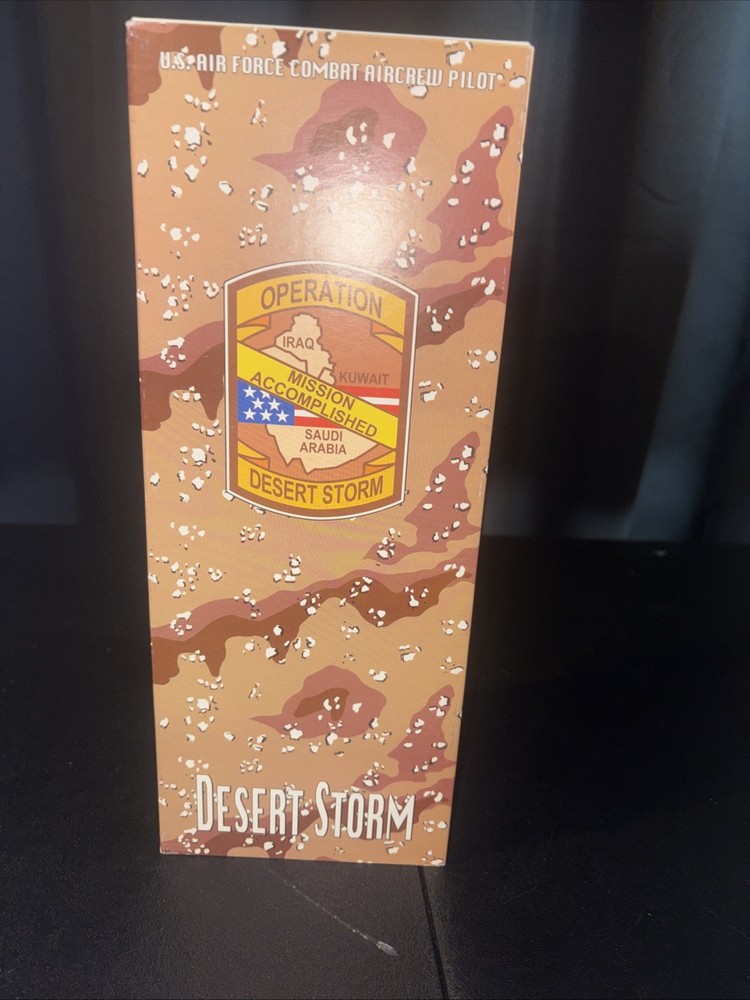 U.S. AIR FORCE COMBAT AIRCREW PILOT
OPERATION
IRAQ
KUWAIT
MISSION
ACCOMPLISHED
SAUDI
ARABIA
DESERT STORM
DESERT STORM